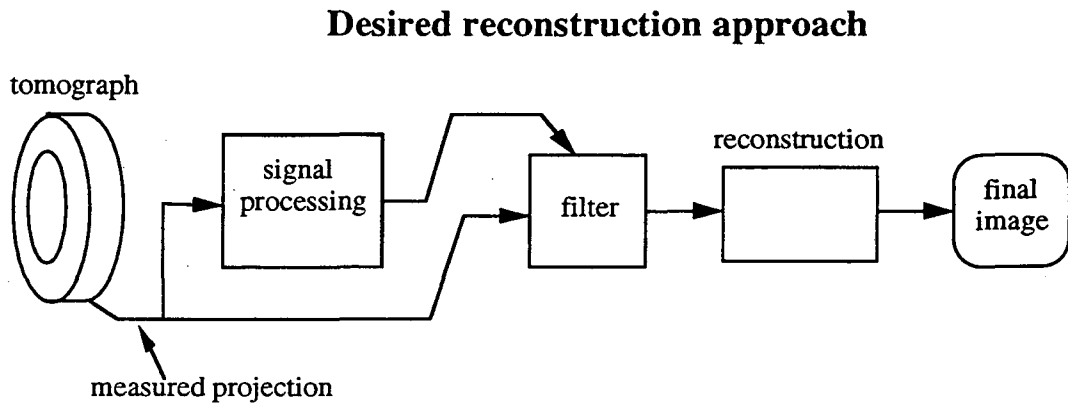 Desired reconstruction approach
tomograph
signal
processing
filter
reconstruction
final
image
measured projection